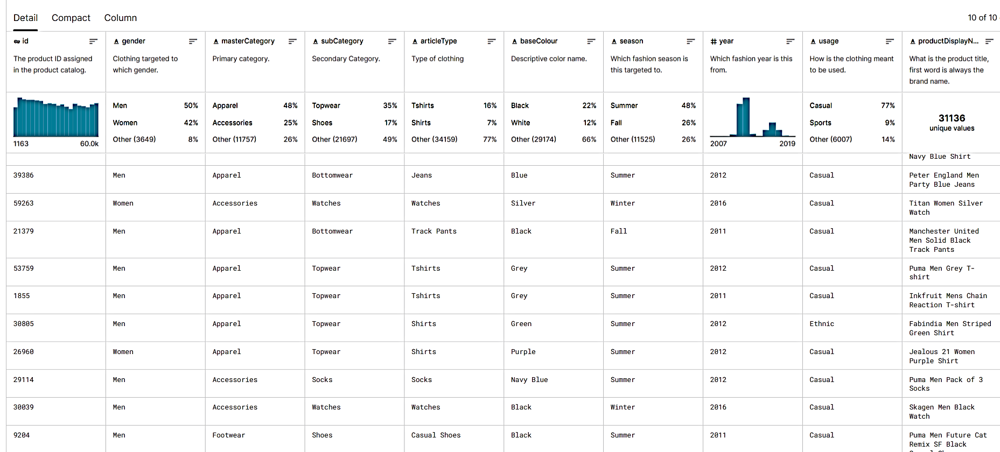 Detail Compact Column 10 of 10
id gender masterCategory subCategory articleType baseColour season # year usage productDisplayN...
The product ID assigned in the product catalog.
Clothing targeted to which gender.
Primary category.
Secondary Category.
Type of clothing
Descriptive color name.
Which fashion season is this targeted to.
Which fashion year is this from.
How is the clothing meant to be used.
What is the product title, first word is always the brand name.
1163 60.0k
Men 50%
Women 42%
Other (3649) 8%
Apparel 48%
Accessories 25%
Other (11757) 26%
Topwear 35%
Shoes 17%
Other (21697) 49%
Tshirts 16%
Shirts 7%
Other (34159) 77%
Black 22%
White 12%
Other (29174) 66%
Summer 48%
Fall 26%
Other (11525) 26%
2007 2019
Casual 77%
Sports 9%
Other (6007) 14%
31136
unique values
Navy Blue Shirt
39386 Men Apparel Bottomwear Jeans Blue Summer 2012 Casual Peter England Men Party Blue Jeans
59263 Women Accessories Watches Watches Silver Winter 2016 Casual Titan Women Silver Watch
21379 Men Apparel Bottomwear Track Pants Black Fall 2011 Casual Manchester United Men Solid Black Track Pants
53759 Men Apparel Topwear Tshirts Grey Summer 2012 Casual Puma Men Grey T-shirt
1855 Men Apparel Topwear Tshirts Grey Summer 2011 Casual Inkfruit Mens Chain Reaction T-shirt
30805 Men Apparel Topwear Shirts Green Summer 2012 Ethnic Fabindia Men Striped Green Shirt
26960 Women Apparel Topwear Shirts Purple Summer 2012 Casual Jealous 21 Women Purple Shirt
29114 Men Accessories Socks Socks Navy Blue Summer 2012 Casual Puma Men Pack of 3 Socks
30039 Men Accessories Watches Watches Black Winter 2016 Casual Skagen Men Black Watch
9204 Men Footwear Shoes Casual Shoes Black Summer 2011 Casual Puma Men Future Cat Remix SF Black